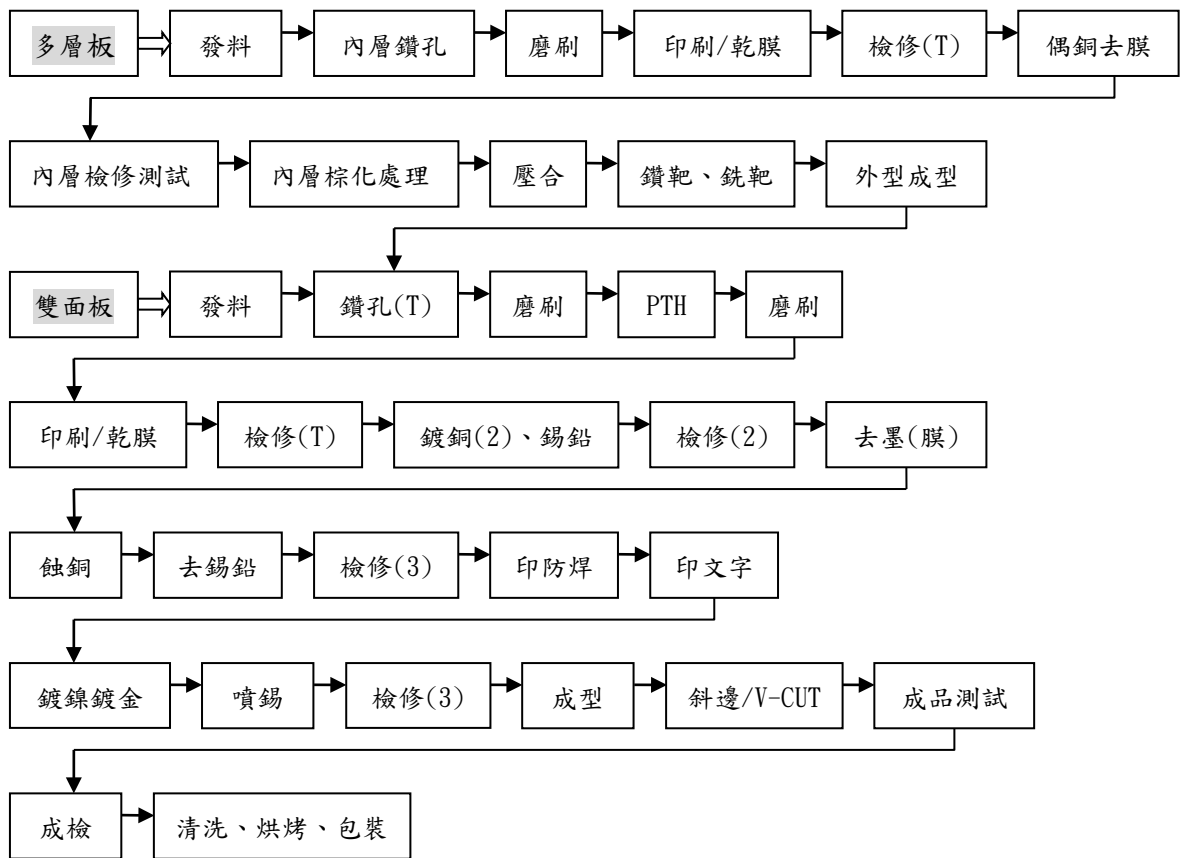 多層板 發料 內層鑽孔 磨刷 印刷/乾膜 檢修(T) 偶銅去膜
內層檢修測試 內層棕化處理 壓合 鑽靶、銑靶 外型成型
雙面板 發料 鑽孔(T) 磨刷 PTH 磨刷
印刷/乾膜 檢修(T) 鍍銅(2)、錫鉛 檢修(2) 去墨(膜)
蝕銅 去錫鉛 檢修(3) 印防焊 印文字
鍍鎳鍍金 噴錫 檢修(3) 成型 斜邊/V-CUT 成品測試
成檢 清洗、烘烤、包裝